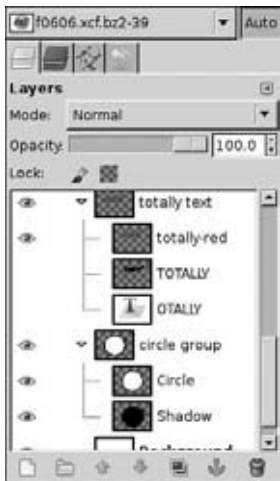 f0606.xcf.bz2-39 Auto
Layers
Mode: Normal
Opacity: 100.0
Lock:
totally text
totally-red
TOTALLY
OTALLY
circle group
Circle
Shadow
Background